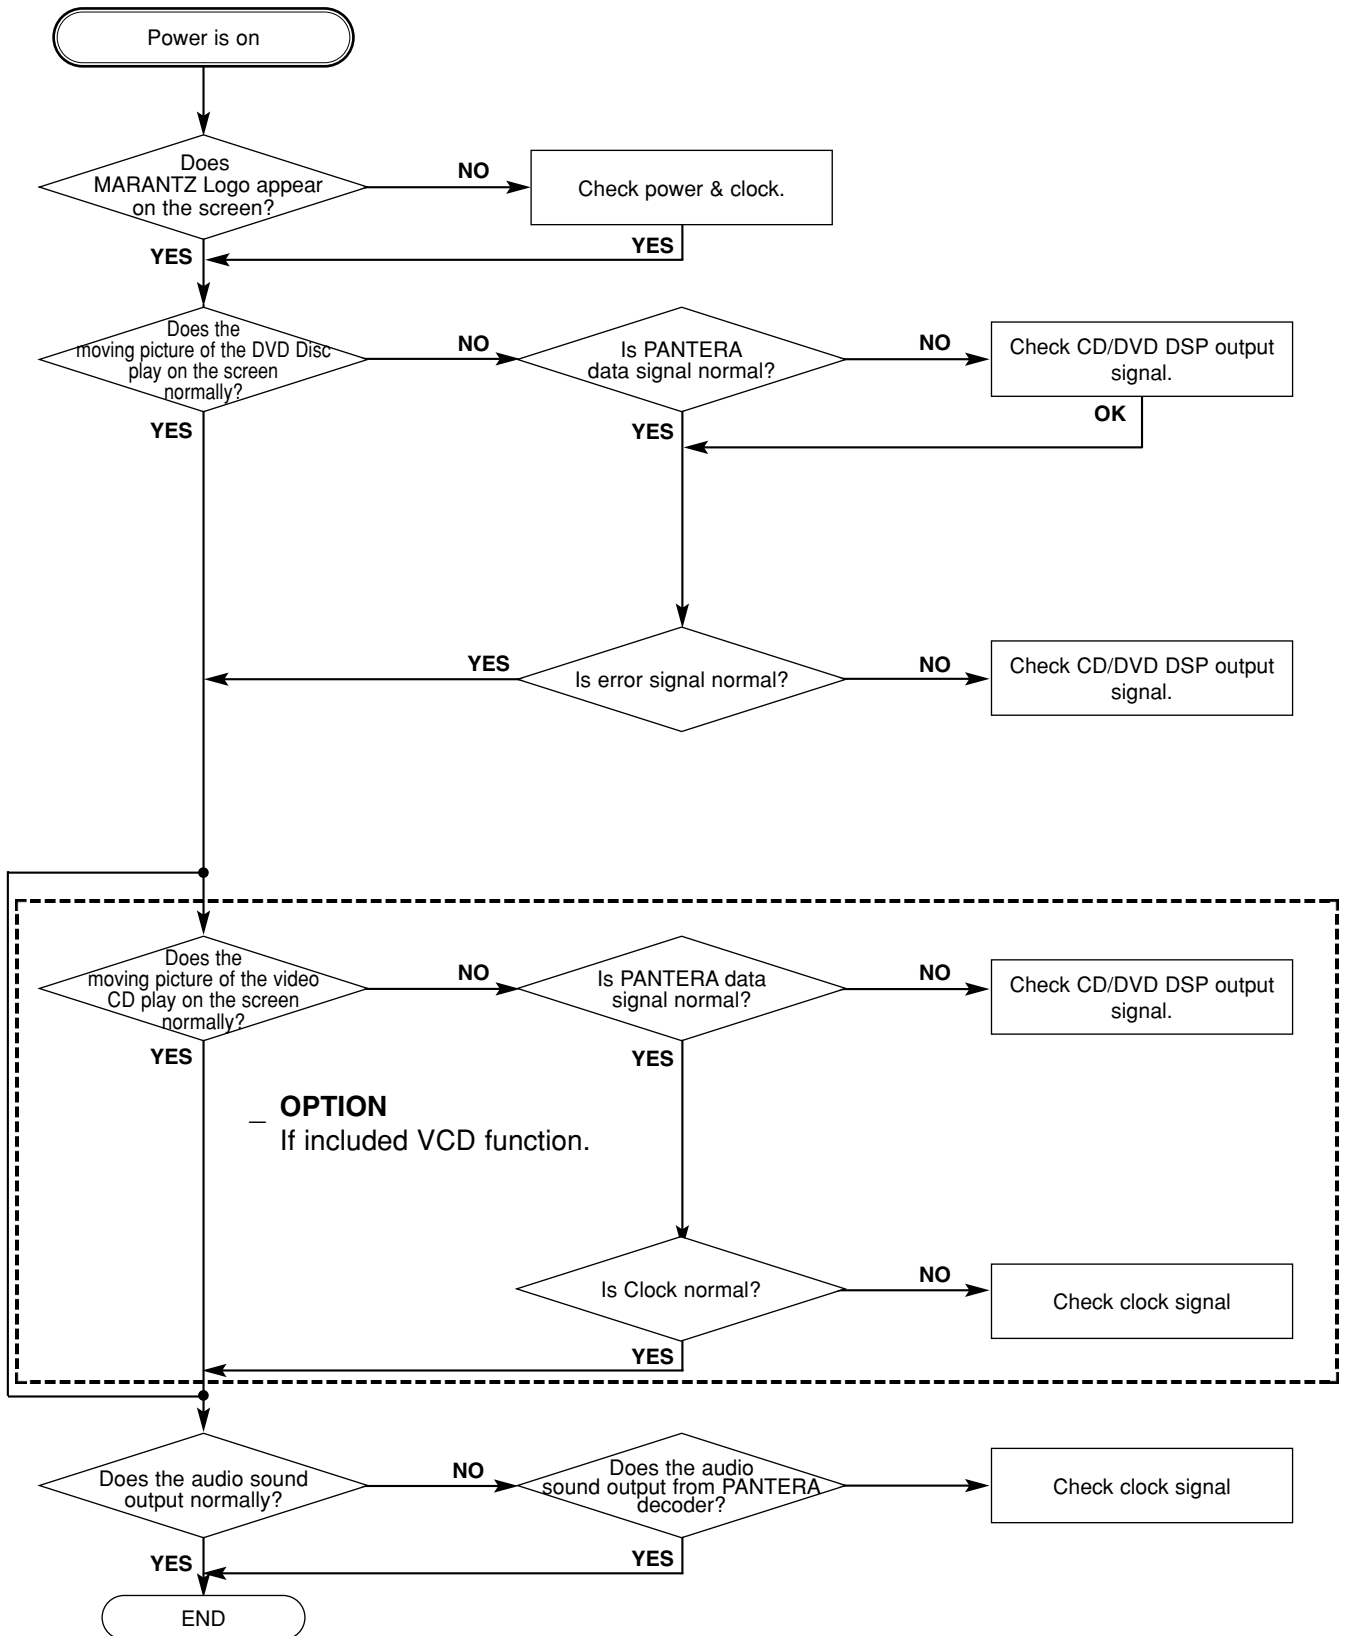 Power is on
Does
MARANTZ Logo appear
on the screen?
NO
Check power & clock.
YES
YES
Does the
moving picture of the DVD Disc
play on the screen
normally?
NO
Is PANTERA
data signal normal?
NO
Check CD/DVD DSP output
signal.
YES
YES
OK
YES
Is error signal normal?
NO
Check CD/DVD DSP output
signal.
Does the
moving picture of the video
CD play on the screen
normally?
NO
Is PANTERA data
signal normal?
NO
Check CD/DVD DSP output
signal.
YES
YES
_ OPTION
If included VCD function.
Is Clock normal?
NO
Check clock signal
YES
Does the audio sound
output normally?
NO
Does the audio
sound output from PANTERA
decoder?
Check clock signal
YES
YES
END